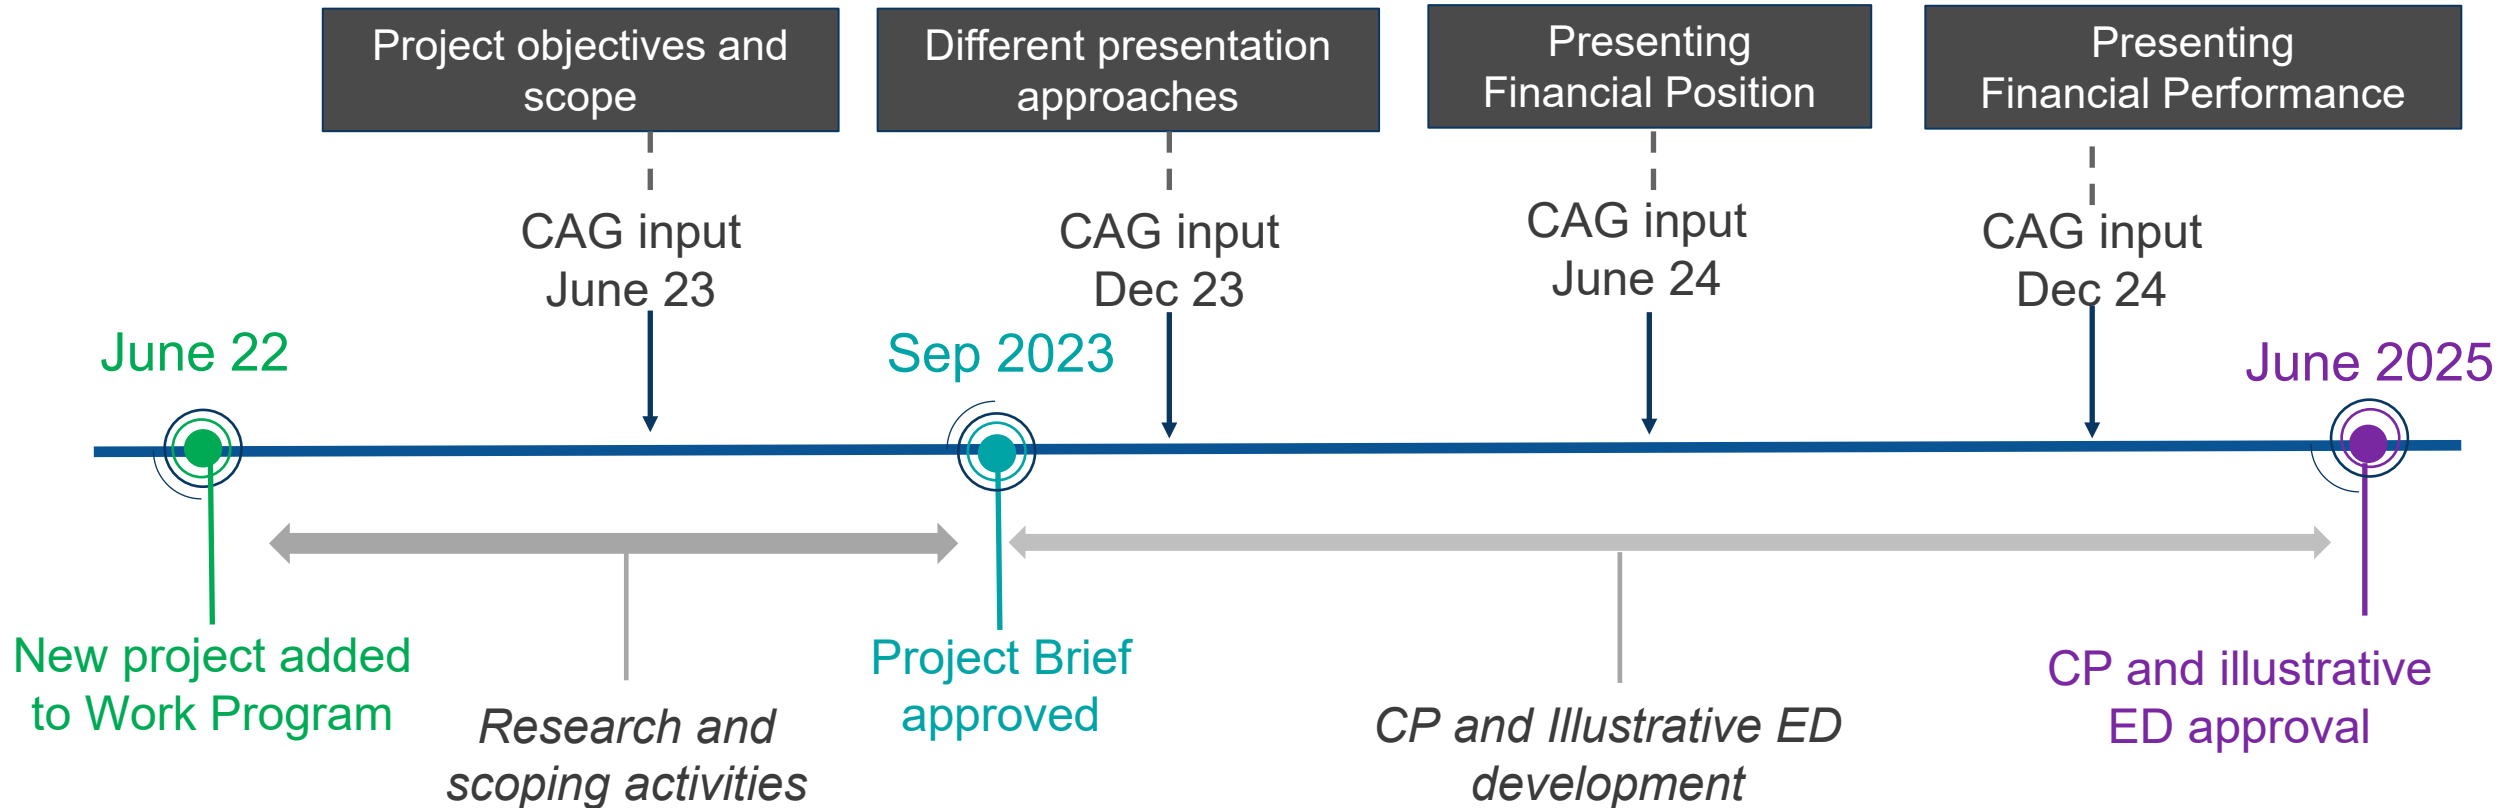 Project objectives and
scope
Different presentation
approaches
Presenting
Financial Position
Presenting
Financial Performance
CAG input
June 23
CAG input
Dec 23
CAG input
June 24
CAG input
Dec 24
June 22
Sep 2023
June 2025
New project added
to Work Program
Research and
scoping activities
Project Brief
approved
CP and Illustrative ED
development
CP and illustrative
ED approval